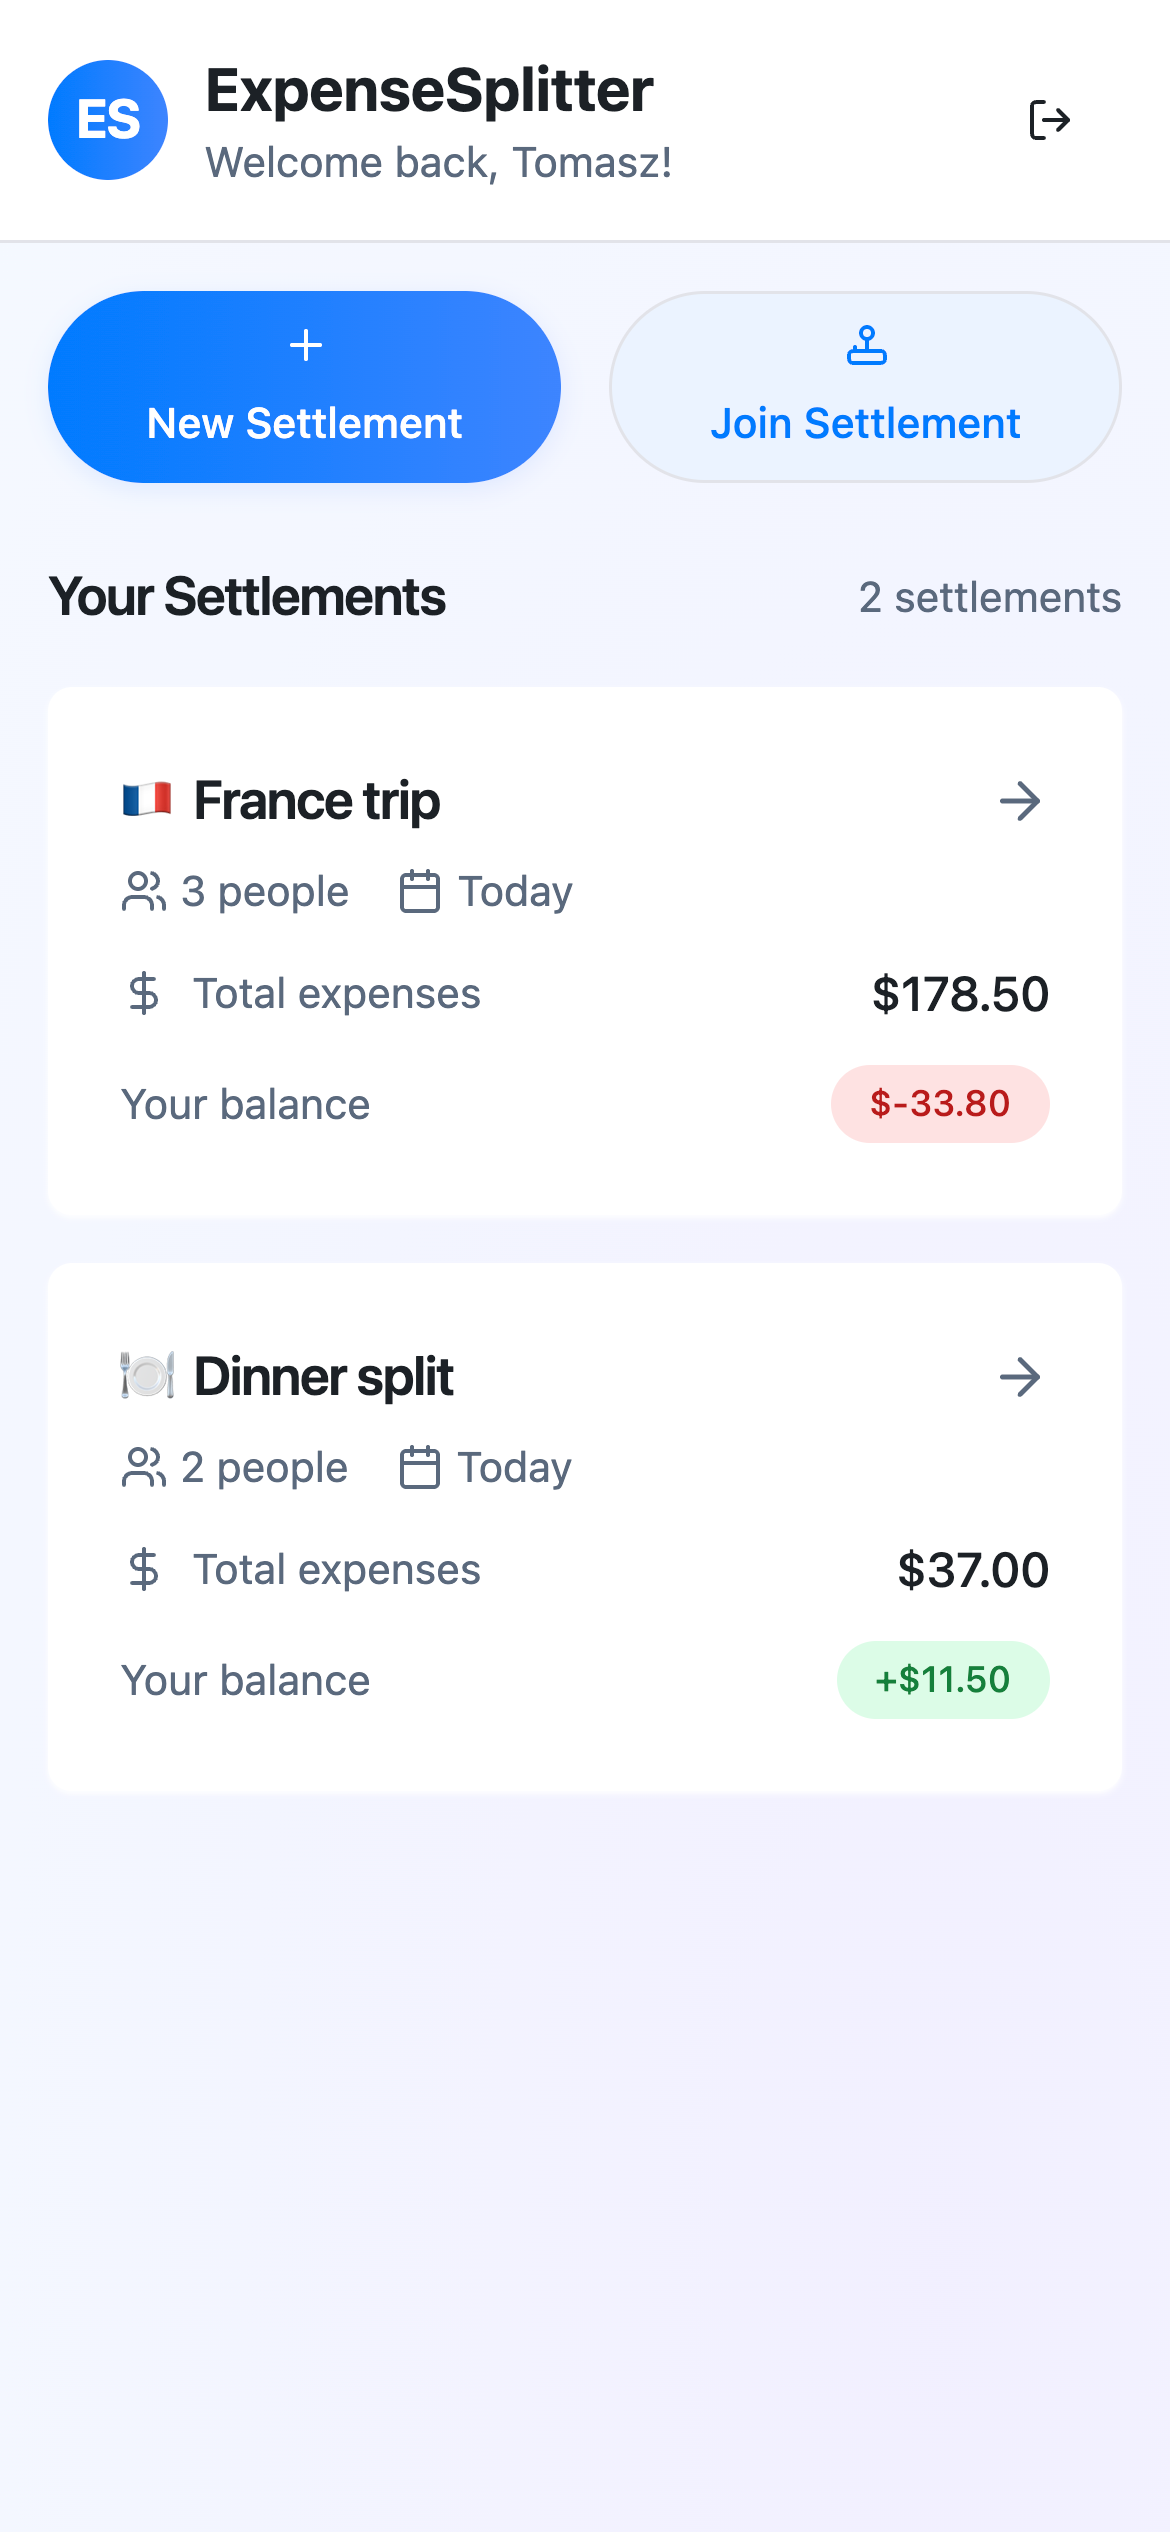 ES
ExpenseSplitter
Welcome back, Tomasz!
New Settlement
Join Settlement
Your Settlements
2 settlements
France trip
3 people
Today
Total expenses
$178.50
Your balance
$-33.80
Dinner split
2 people
Today
Total expenses
$37.00
Your balance
+$11.50